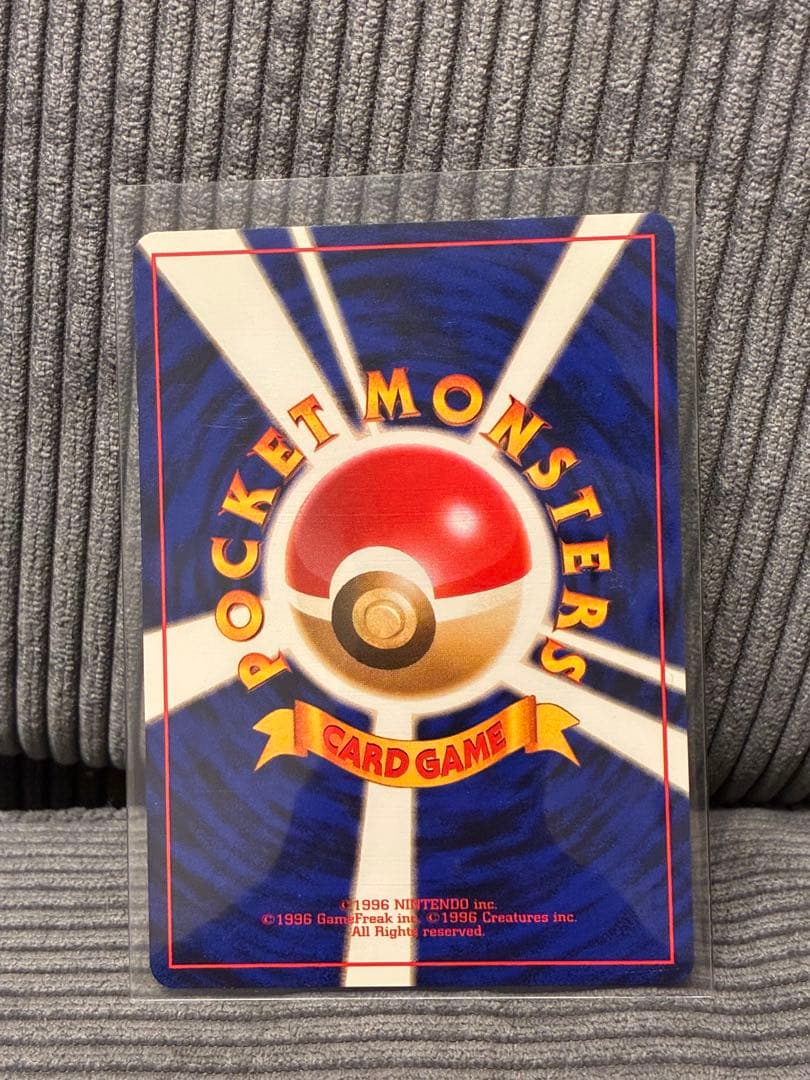 POCKET MONSTERS
CARD GAME
©1996 NINTENDO inc.
©1996 GameFreak inc. ©1996 Creatures inc.
All Rights reserved.